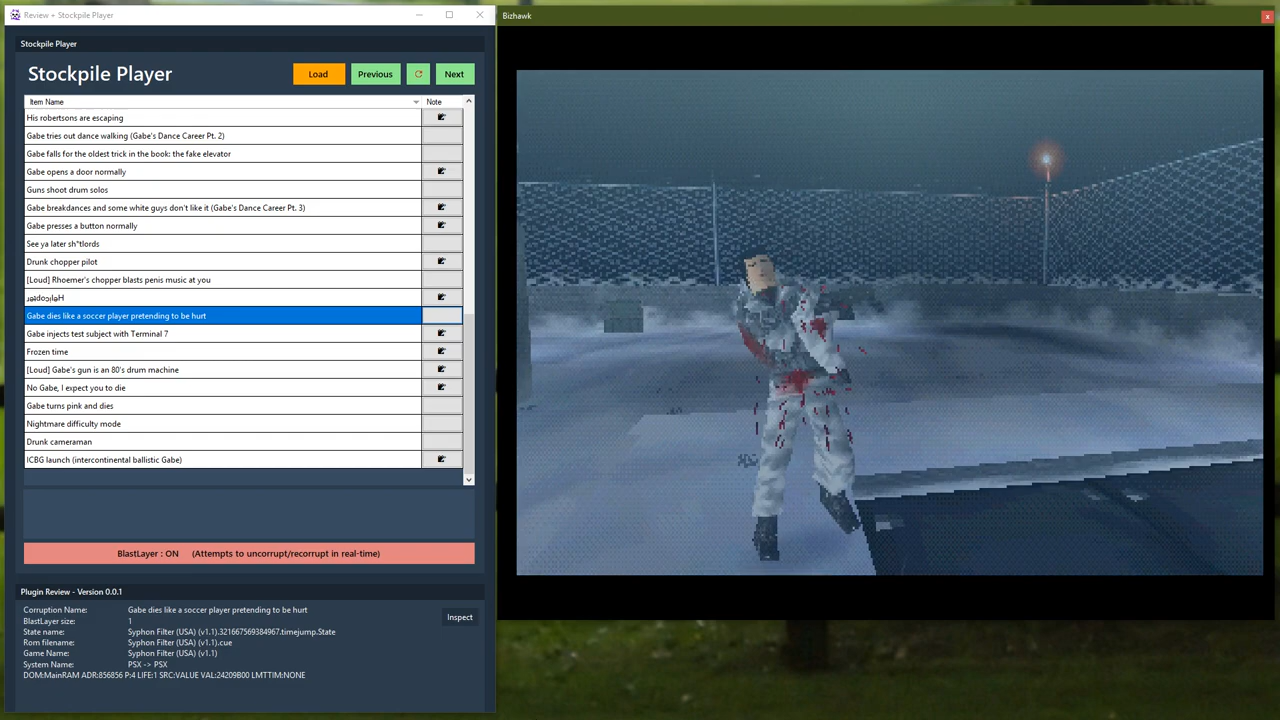 Review + Stockpile Player
Bizhawk
x
Stockpile Player
Stockpile Player
Load
Previous
Next
Item Name
Note
His robertsons are escaping
Gabe tries out dance walking (Gabe's Dance Career Pt. 2)
Gabe falls for the oldest trick in the book: the fake elevator
Gabe opens a door normally
Guns shoot drum solos
Gabe breakdances and some white guys don't like it (Gabe's Dance Career Pt. 3)
Gabe presses a button normally
See ya later sh*tlords
Drunk chopper pilot
[Loud] Rhoemer's chopper blasts penis music at you
Gabe dies like a soccer player pretending to be hurt
Gabe injects test subject with Terminal 7
Frozen time
[Loud] Gabe's gun is an 80's drum machine
No Gabe, I expect you to die
Gabe turns pink and dies
Nightmare difficulty mode
Drunk cameraman
ICBG launch (intercontinental ballistic Gabe)
BlastLayer : ON (Attempts to uncorrupt/recorrupt in real-time)
Plugin Review - Version 0.0.1
Corruption Name: Gabe dies like a soccer player pretending to be hurt
Inspect
BlastLayer size: 1
State name: Syphon Filter (USA) (v1.1).321667569384967.timejump.State
Rom filename: Syphon Filter (USA) (v1.1).cue
Game Name: Syphon Filter (USA) (v1.1)
System Name: PSX -> PSX
DOM:MainRAM ADR:856856 P:4 LIFE:1 SRC:VALUE VAL:24209B00 LMTTIM:NONE